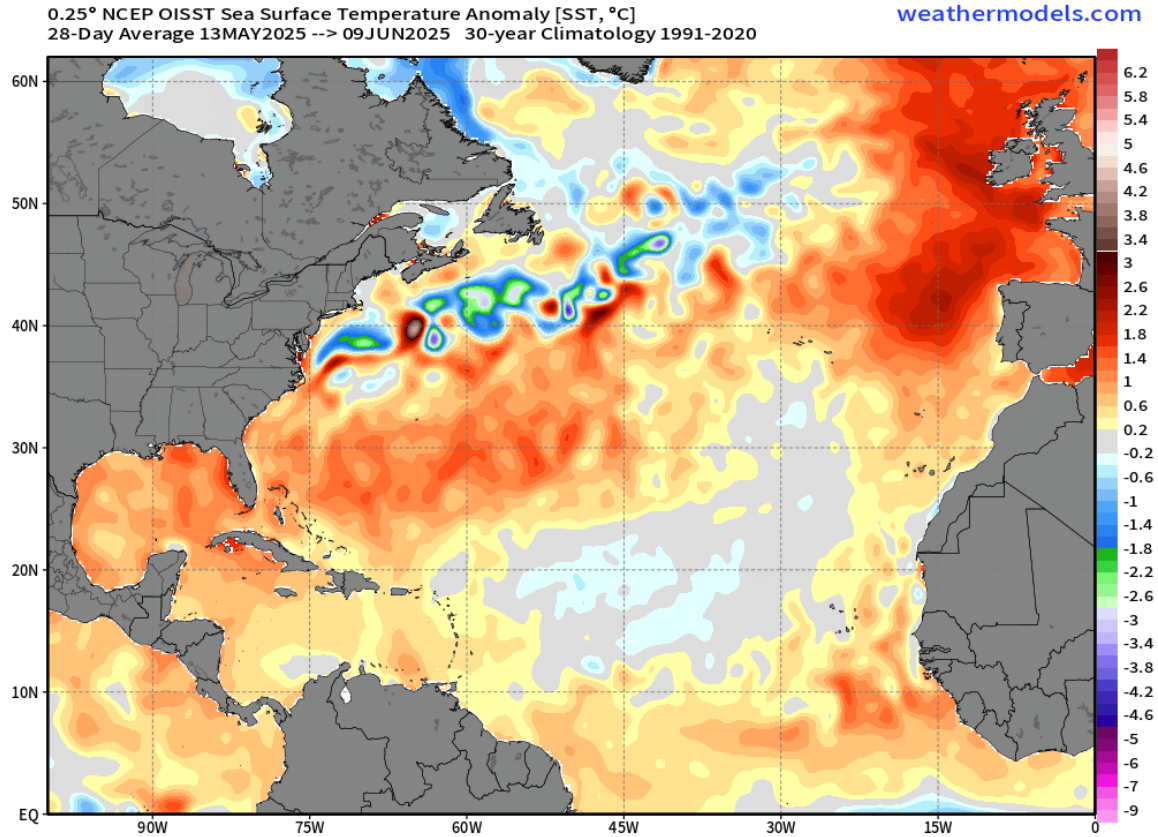 0.25° NCEP OISST Sea Surface Temperature Anomaly [SST, °C]
weathermodels.com
28-Day Average 13MAY2025 --> 09JUN2025 30-year Climatology 1991-2020
60N
50N
40N
30N
20N
10N
EQ
90W
75W
60W
45W
30W
15W
0
6.2
5.8
5.4
5
4.6
4.2
3.8
3.4
3
2.6
2.2
1.8
1.4
1
0.6
0.2
-0.2
-0.6
-1
-1.4
-1.8
-2.2
-2.6
-3
-3.4
-3.8
-4.2
-4.6
-5
-6
-7
-9